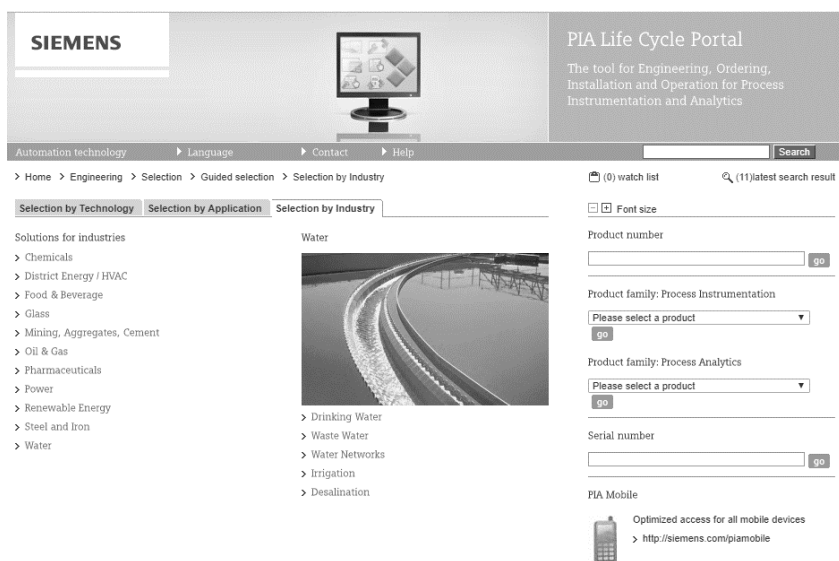 SIEMENS
PIA Life Cycle Portal
The tool for Engineering, Ordering,
Installation and Operation for Process
Instrumentation and Analytics
Automation technology Language Contact Help Search
> Home > Engineering > Selection > Guided selection > Selection by Industry
(0) watch list (11)latest search result
Selection by Technology Selection by Application Selection by Industry
Font size
Solutions for industries
> Chemicals
> District Energy / HVAC
> Food & Beverage
> Glass
> Mining, Aggregates, Cement
> Oil & Gas
> Pharmaceuticals
> Power
> Renewable Energy
> Steel and Iron
> Water
Water
> Drinking Water
> Waste Water
> Water Networks
> Irrigation
> Desalination
Product number
go
Product family: Process Instrumentation
Please select a product
go
Product family: Process Analytics
Please select a product
go
Serial number
go
PIA Mobile
Optimized access for all mobile devices
> http://siemens.com/piamobile